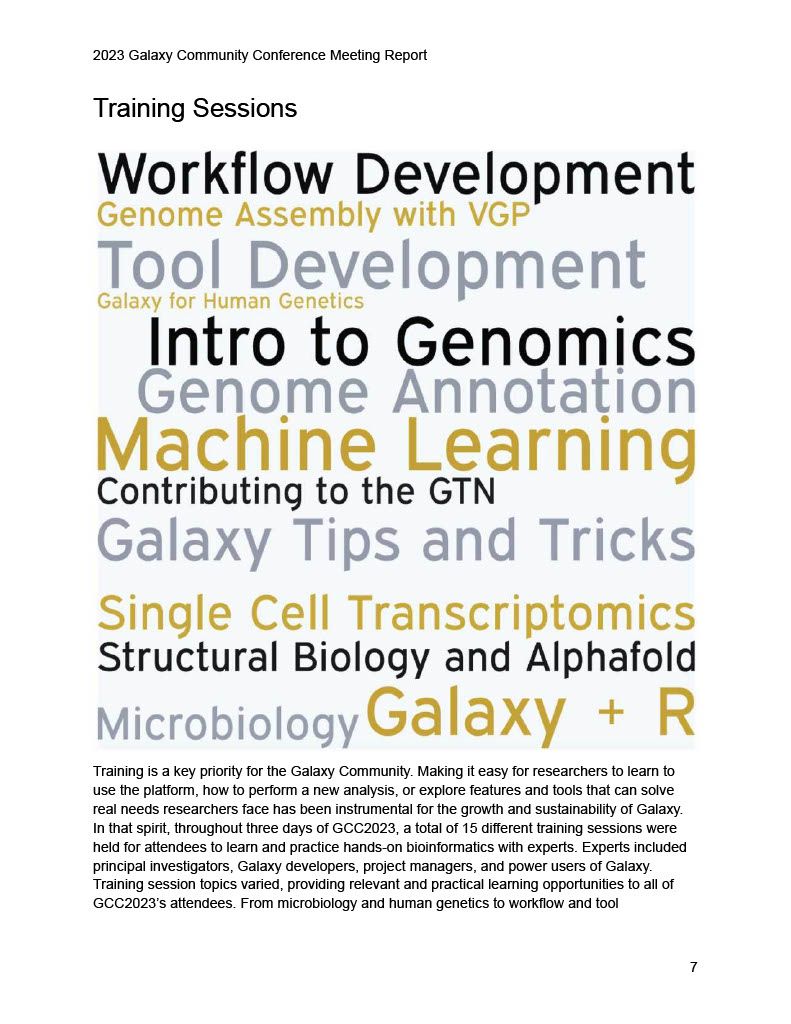 2023 Galaxy Community Conference Meeting Report
Training Sessions
Workflow Development
Genome Assembly with VGP
Tool Development
Galaxy for Human Genetics
Intro to Genomics
Genome Annotation
Machine Learning
Contributing to the GTN
Galaxy Tips and Tricks
Single Cell Transcriptomics
Structural Biology and Alphafold
Microbiology Galaxy + R
Training is a key priority for the Galaxy Community. Making it easy for researchers to learn to
use the platform, how to perform a new analysis, or explore features and tools that can solve
real needs researchers face has been instrumental for the growth and sustainability of Galaxy.
In that spirit, throughout three days of GCC2023, a total of 15 different training sessions were
held for attendees to learn and practice hands-on bioinformatics with experts. Experts included
principal investigators, Galaxy developers, project managers, and power users of Galaxy.
Training session topics varied, providing relevant and practical learning opportunities to all of
GCC2023’s attendees. From microbiology and human genetics to workflow and tool
7